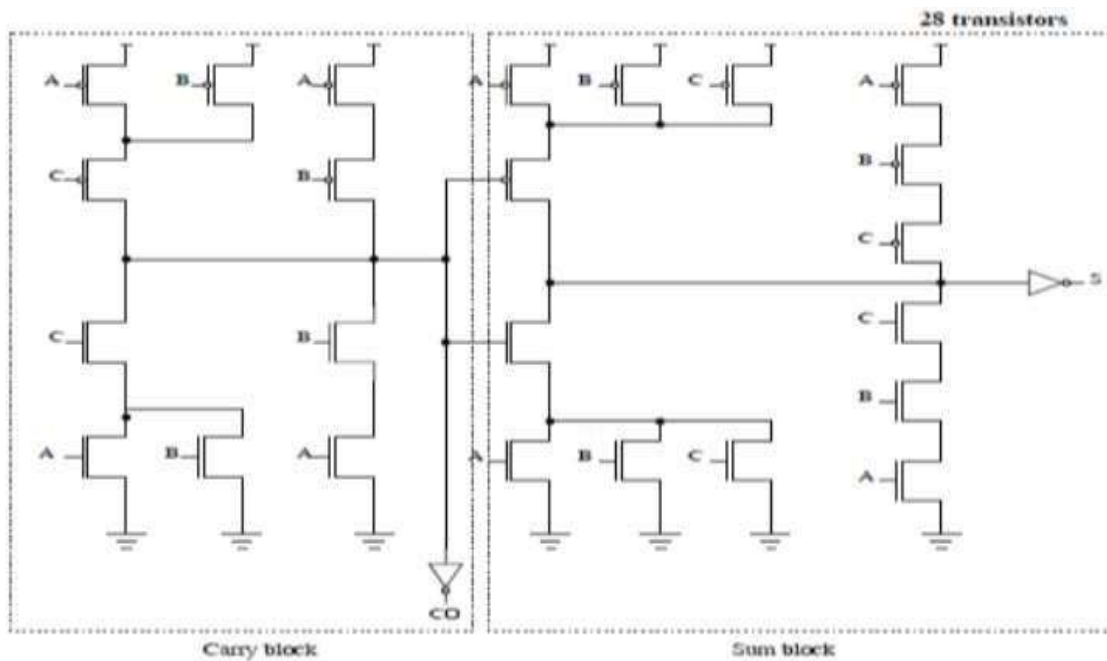 28 transistors
A B A A B C A
C B B
C
C B C S
B
A B A A B C A
CO
Carry block Sum block